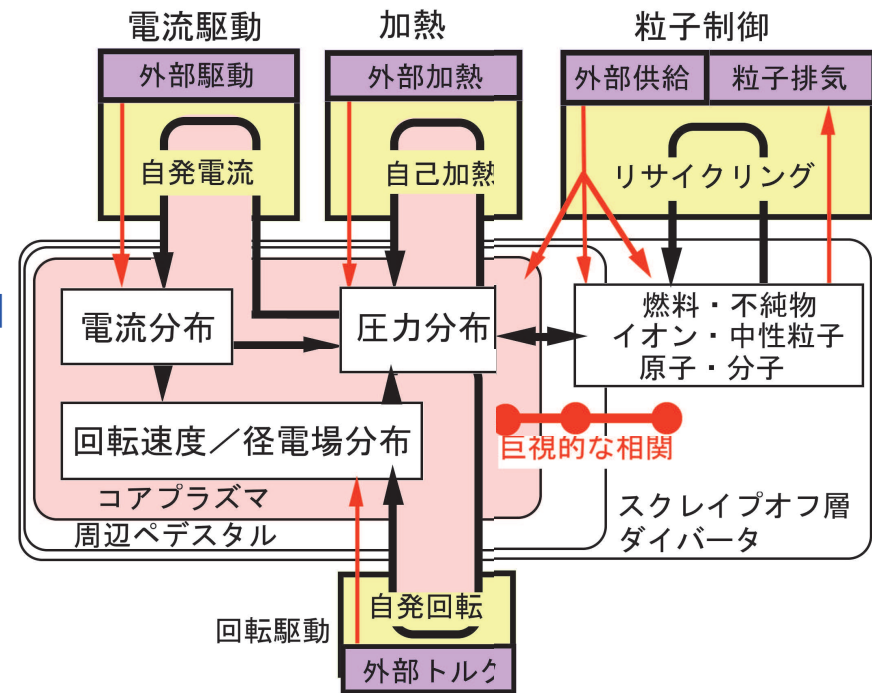 電流駆動
加熱
粒子制御
外部駆動
外部加熱
外部供給
粒子排気
自発電流
自己加熱
リサイクリング
電流分布
圧力分布
燃料・不純物
イオン・中性粒子
原子・分子
回転速度／径電場分布
巨視的な相関
コアプラズマ
周辺ペデスタル
スクレイプオフ層
ダイバータ
自発回転
回転駆動
外部トルク